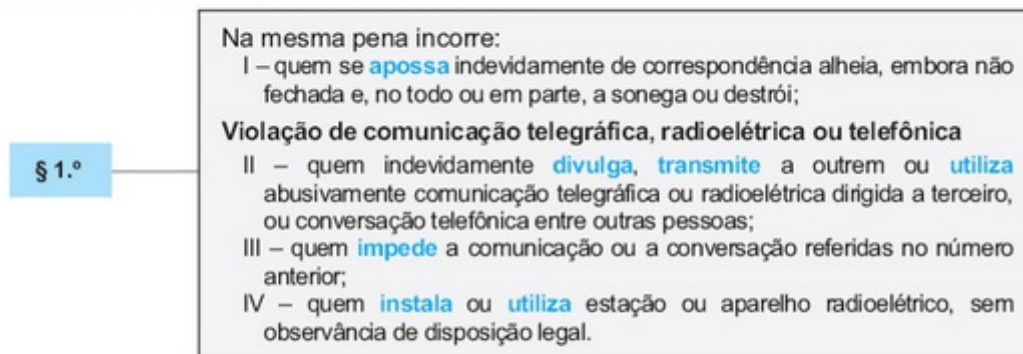 § 1.º
Na mesma pena incorre:
I – quem se apossa indevidamente de correspondência alheia, embora não
fechada e, no todo ou em parte, a sonega ou destrói;
Violação de comunicação telegráfica, radioelétrica ou telefônica
II – quem indevidamente divulga, transmite a outrem ou utiliza
abusivamente comunicação telegráfica ou radioelétrica dirigida a terceiro,
ou conversação telefônica entre outras pessoas;
III – quem impede a comunicação ou a conversação referidas no número
anterior;
IV – quem instala ou utiliza estação ou aparelho radioelétrico, sem
observância de disposição legal.